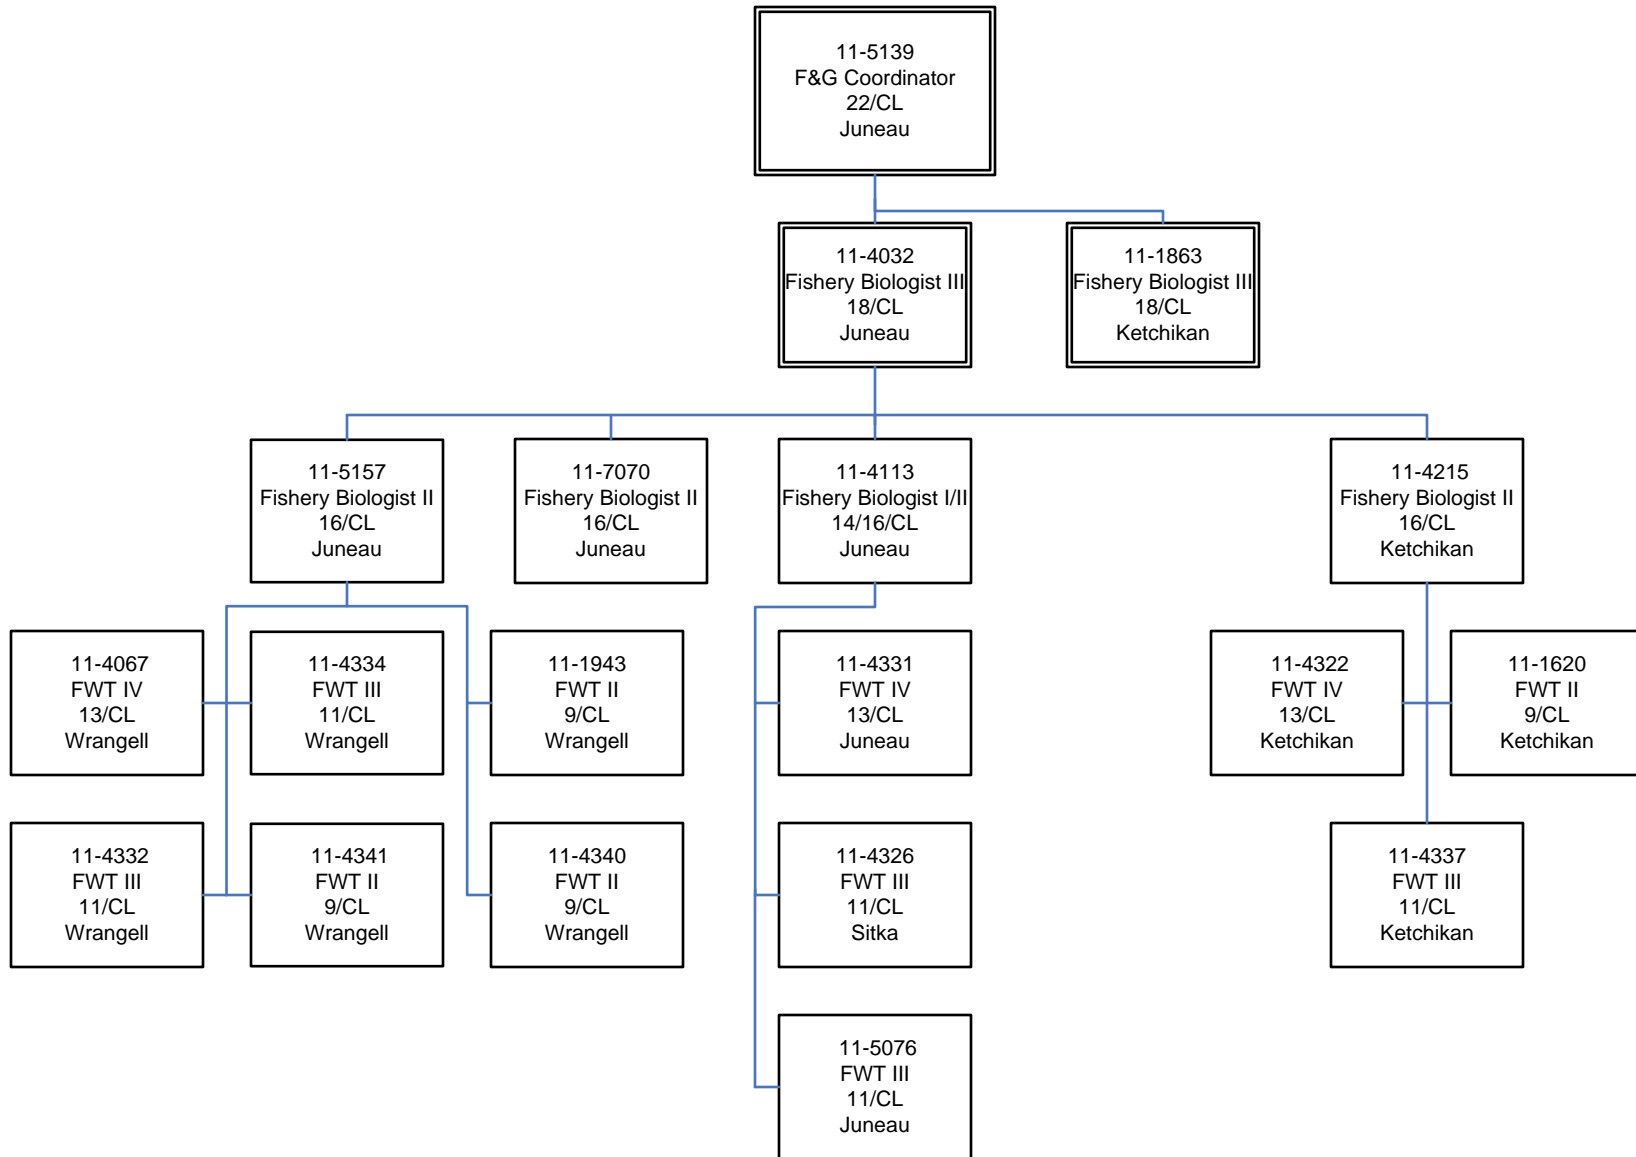 11-5139
F&G Coordinator
22/CL
Juneau
11-4032
Fishery Biologist III
18/CL
Juneau
11-1863
Fishery Biologist III
18/CL
Ketchikan
11-5157
Fishery Biologist II
16/CL
Juneau
11-7070
Fishery Biologist II
16/CL
Juneau
11-4113
Fishery Biologist I/II
14/16/CL
Juneau
11-4215
Fishery Biologist II
16/CL
Ketchikan
11-4067
FWT IV
13/CL
Wrangell
11-4334
FWT III
11/CL
Wrangell
11-1943
FWT II
9/CL
Wrangell
11-4331
FWT IV
13/CL
Juneau
11-4322
FWT IV
13/CL
Ketchikan
11-1620
FWT II
9/CL
Ketchikan
11-4332
FWT III
11/CL
Wrangell
11-4341
FWT II
9/CL
Wrangell
11-4340
FWT II
9/CL
Wrangell
11-4326
FWT III
11/CL
Sitka
11-4337
FWT III
11/CL
Ketchikan
11-5076
FWT III
11/CL
Juneau